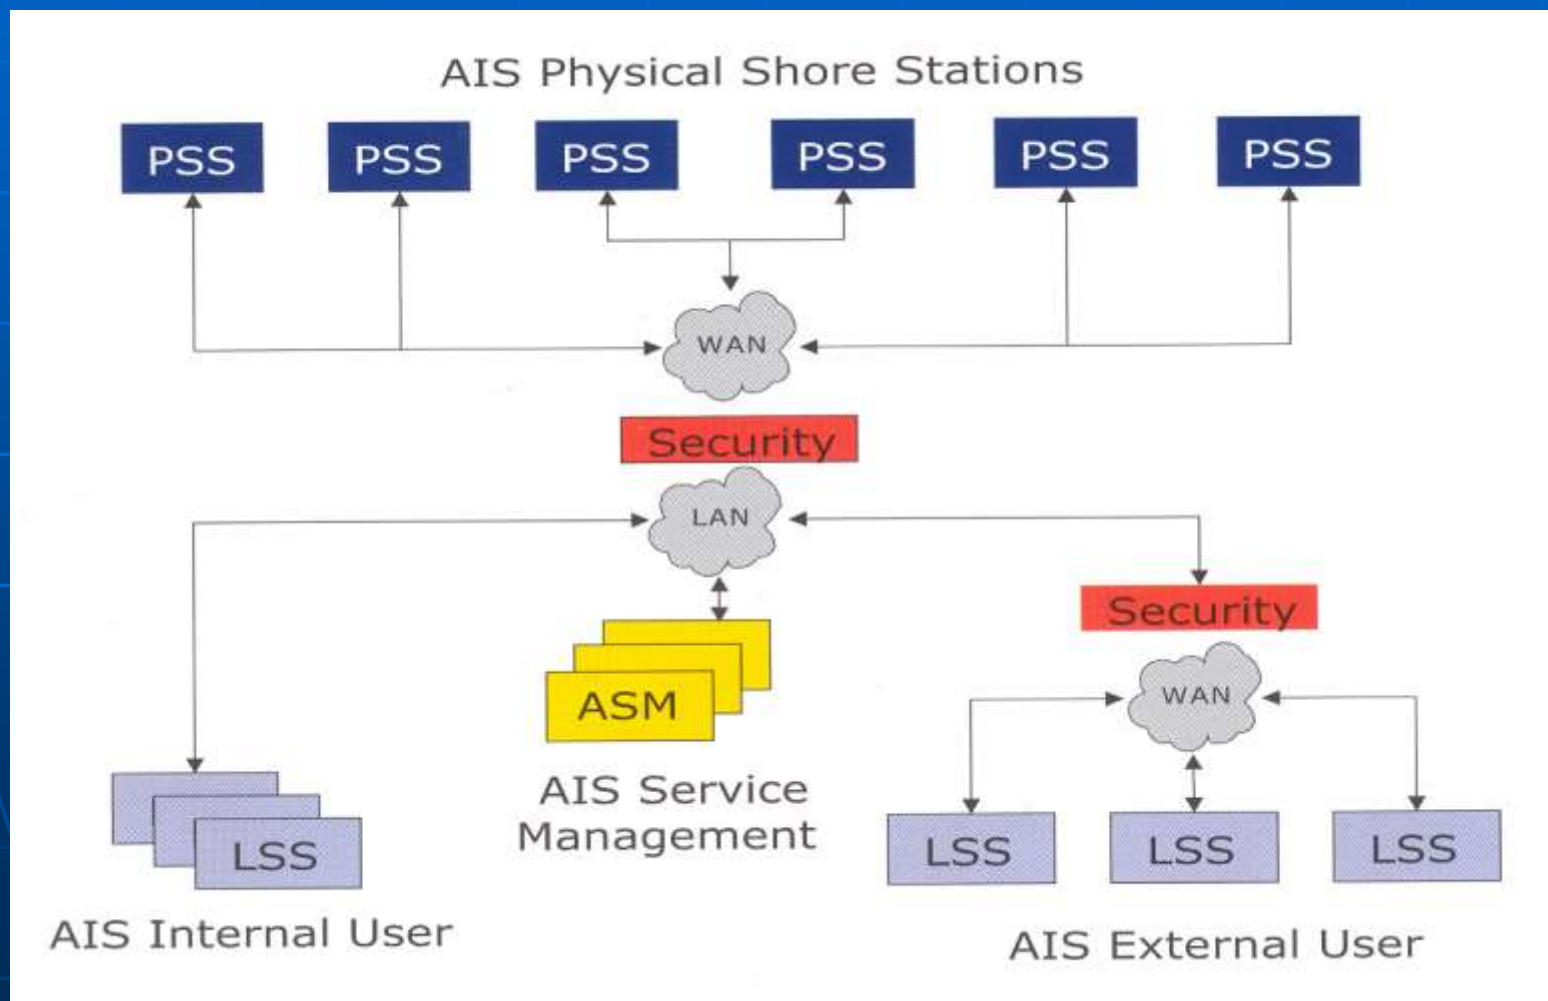 AIS Physical Shore Stations
PSS PSS PSS PSS PSS PSS
WAN
Security
LAN
Security
ASM
WAN
AIS Service
Management
LSS LSS LSS
LSS
AIS Internal User
AIS External User